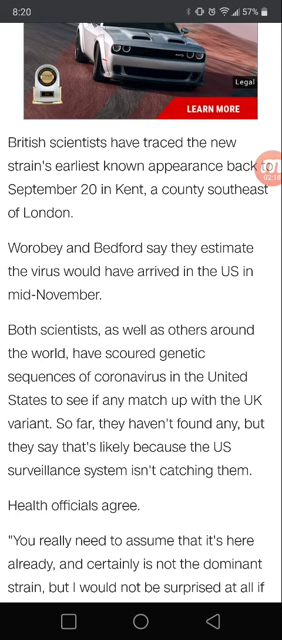 8:20
57%
Legal
LEARN MORE
British scientists have traced the new
strain's earliest known appearance back to
September 20 in Kent, a county southeast
of London.
02:18
Worobey and Bedford say they estimate
the virus would have arrived in the US in
mid-November.
Both scientists, as well as others around
the world, have scoured genetic
sequences of coronavirus in the United
States to see if any match up with the UK
variant. So far, they haven't found any, but
they say that's likely because the US
surveillance system isn't catching them.
Health officials agree.
"You really need to assume that it's here
already, and certainly is not the dominant
strain, but I would not be surprised at all if